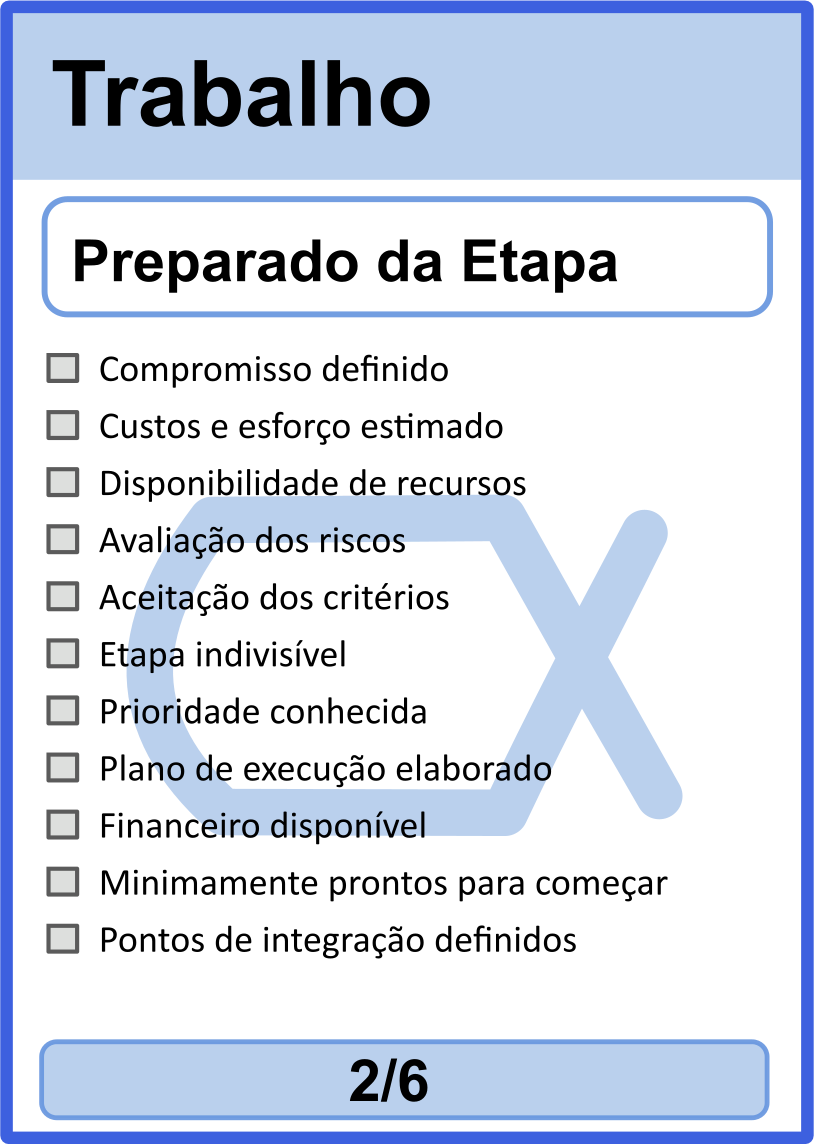 Trabalho
Preparado da Etapa
Compromisso definido
Custos e esforço estimado
Disponibilidade de recursos
Avaliação dos riscos
Aceitação dos critérios
Etapa indivisível
Prioridade conhecida
Plano de execução elaborado
Financeiro disponível
Minimamente prontos para começar
Pontos de integração definidos
2/6